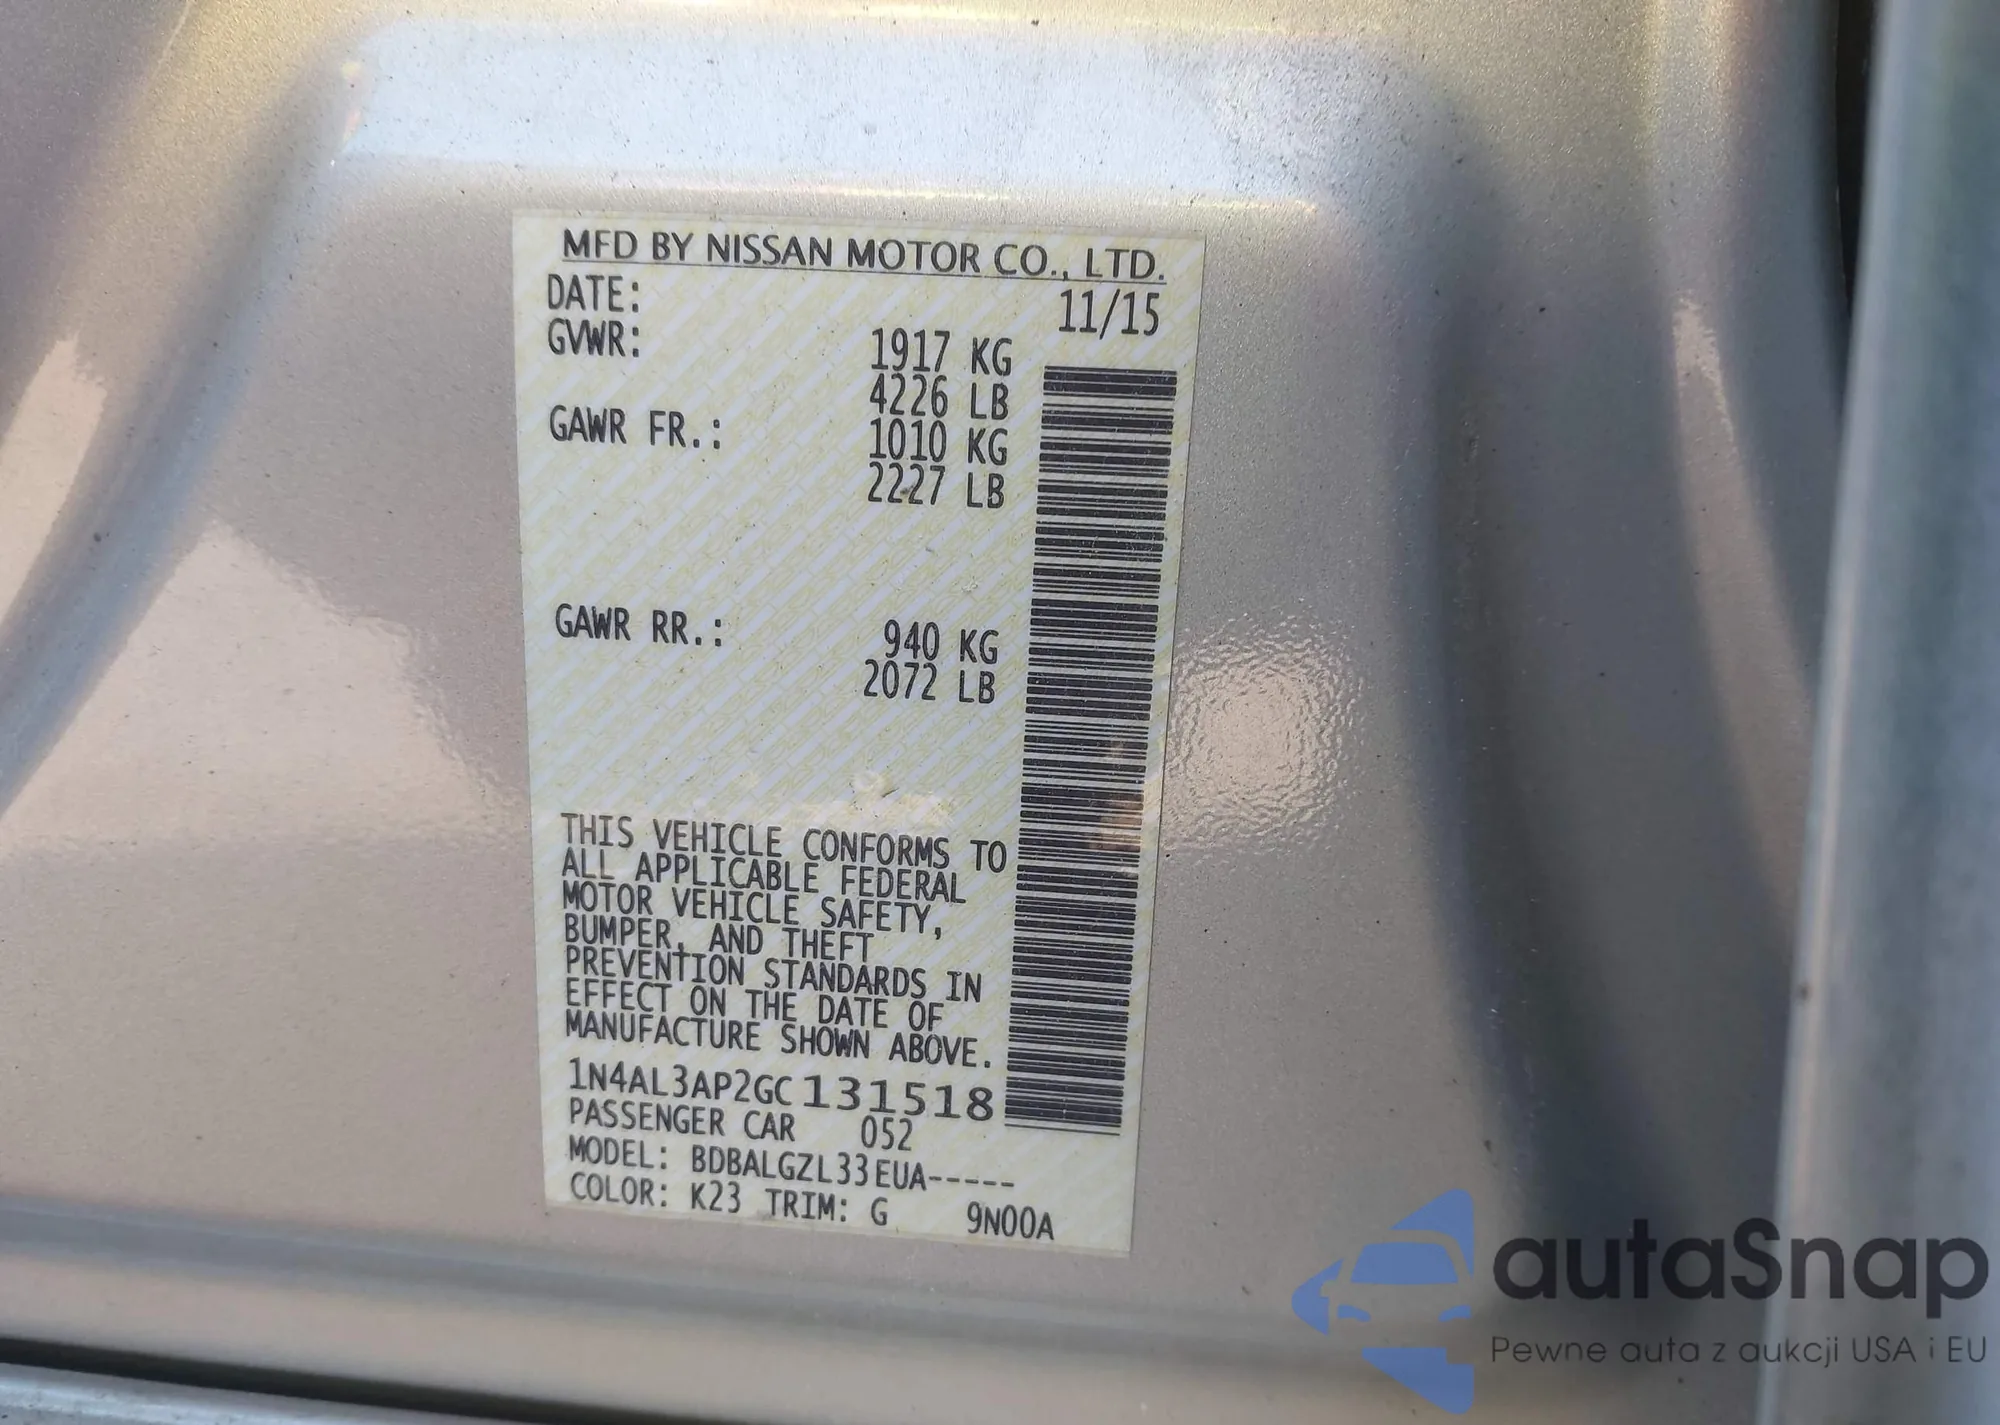 MFD BY NISSAN MOTOR CO., LTD.
DATE: 11/15
GVWR: 1917 KG
4226 LB
GAWR FR.: 1010 KG
2227 LB
GAWR RR.: 940 KG
2072 LB
THIS VEHICLE CONFORMS TO
ALL APPLICABLE FEDERAL
MOTOR VEHICLE SAFETY,
BUMPER, AND THEFT
PREVENTION STANDARDS IN
EFFECT ON THE DATE OF
MANUFACTURE SHOWN ABOVE.
1N4AL3AP2GC131518
PASSENGER CAR 052
MODEL: BDBALGZL33EUA-----
COLOR: K23 TRIM: G 9N00A
autaSnap
Pewne auta z aukcji USA i EU